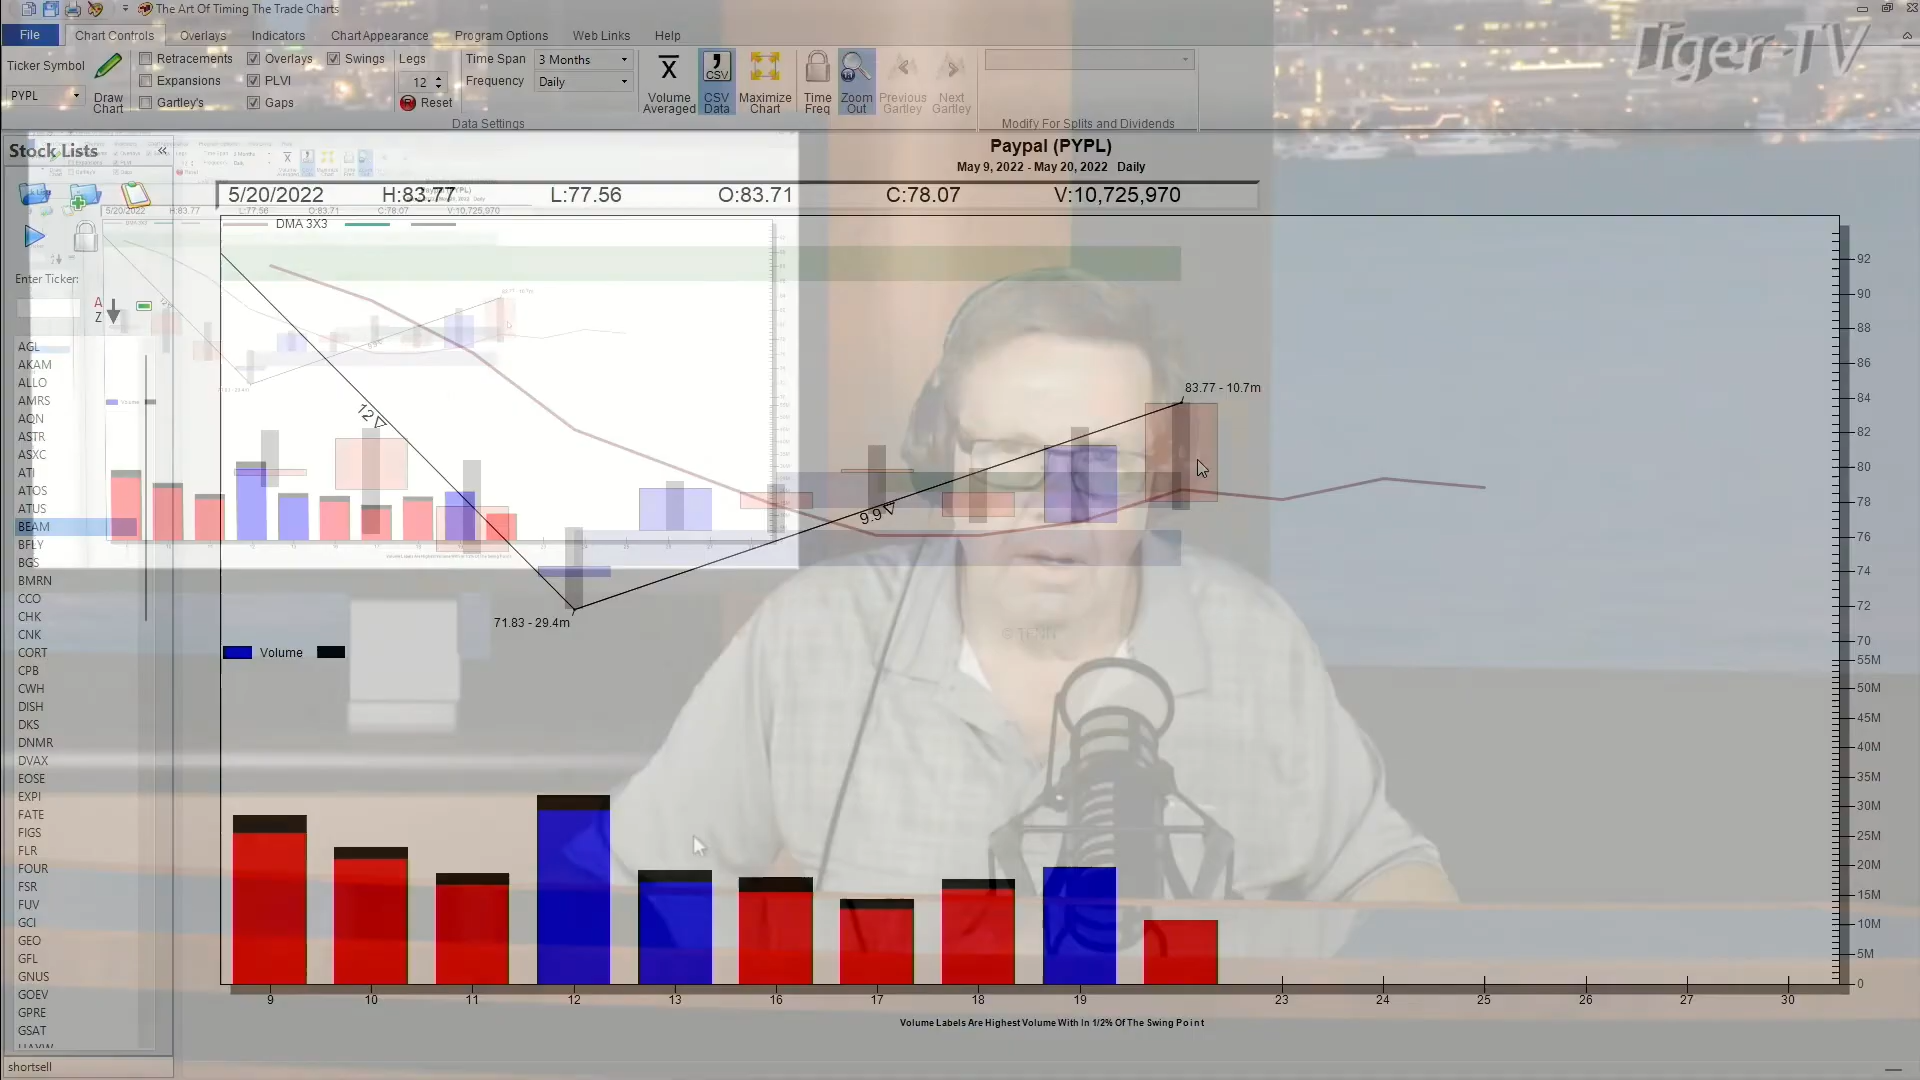 The Art Of Timing The Trade Charts
File Chart Controls Overlays Indicators Chart Appearance Program Options Web Links Help
Tiger-TV
Ticker Symbol
PYPL
Draw Chart
Retracements
Expansions
Gartley's
Overlays
PLVI
Gaps
Swings
Legs
12
Reset
Time Span 3 Months
Frequency Daily
Data Settings
Volume Averaged
CSV
CSV Data
Maximize Chart
Time Freq
Zoom Out
Previous Gartley
Next Gartley
Modify For Splits and Dividends
Stock Lists
Paypal (PYPL)
May 9, 2022 - May 20, 2022 Daily
5/20/2022 H:83.77 L:77.56 O:83.71 C:78.07 V:10,725,970
DMA 3X3
Enter Ticker:
A
Z
AGL
AKAM
ALLO
AMRS
AQN
ASTR
ASXC
ATI
ATOS
ATUS
BEAM
BFLY
BGS
BMRN
CCO
CHK
CNK
CORT
CPB
CWH
DISH
DKS
DNMR
DVAX
EOSE
EXPI
FATE
FIGS
FLR
FOUR
FSR
FUV
GCI
GEO
GFL
GNUS
GOEV
GPRE
GSAT
shortsell
12
9.9
83.77 - 10.7m
71.83 - 29.4m
Volume
92
90
88
86
84
82
80
78
76
74
72
70
55M
50M
45M
40M
35M
30M
25M
20M
15M
10M
5M
0
9 10 11 12 13 16 17 18 19 23 24 25 26 27 30
Volume Labels Are Highest Volume With In 1/2% Of The Swing Point